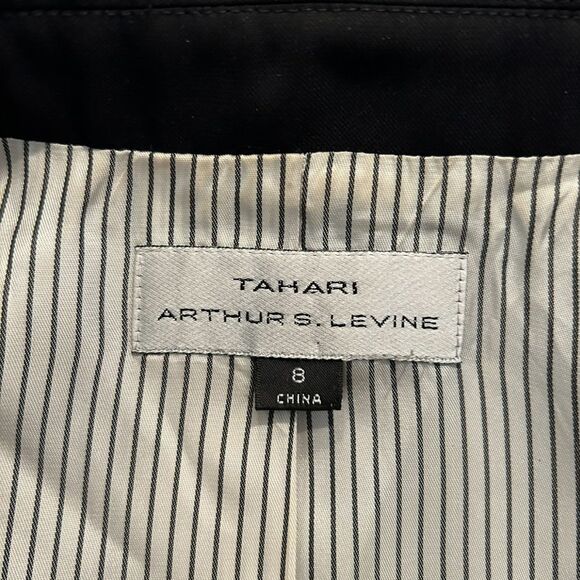 TAHARI
ARTHUR S. LEVINE
8
CHINA